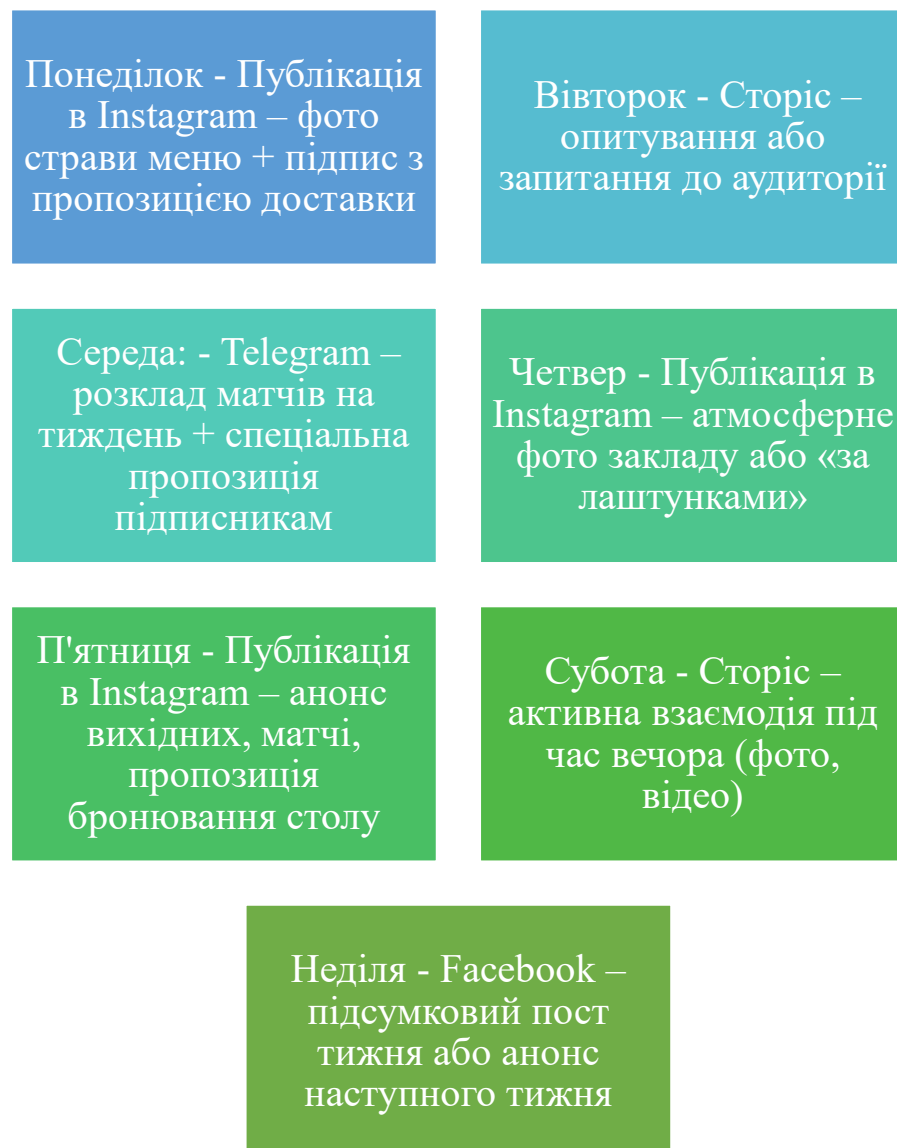 Понеділок - Публікація
в Instagram – фото
страви меню + підпис з
пропозицією доставки
Вівторок - Сторіс –
опитування або
запитання до аудиторії
Середа: - Telegram –
розклад матчів на
тиждень + спеціальна
пропозиція
підписникам
Четвер - Публікація в
Instagram – атмосферне
фото закладу або «за
лаштунками»
П'ятниця - Публікація
в Instagram – анонс
вихідних, матчі,
пропозиція
бронювання столу
Субота - Сторіс –
активна взаємодія під
час вечора (фото,
відео)
Неділя - Facebook –
підсумковий пост
тижня або анонс
наступного тижня